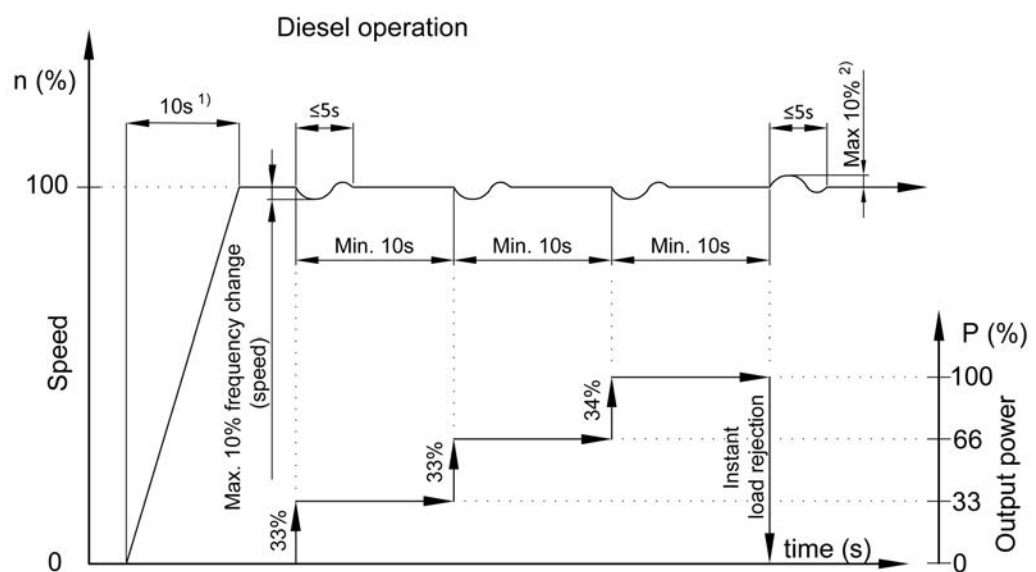 Diesel operation
n (%)
10s 1)
≤5s
≤5s
Max 10% 2)
100
Min. 10s
Min. 10s
Min. 10s
Speed
Max. 10% frequency change
(speed)
P (%)
100
34%
66
33%
Instant
load rejection
Output power
33
33%
0
time (s)
0